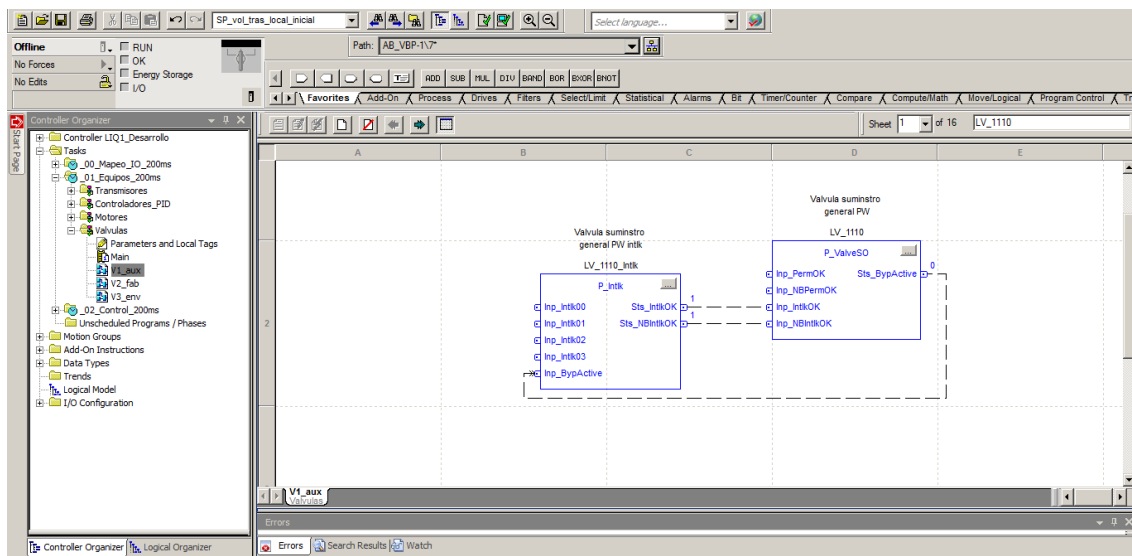 SP_vol_tras_local_inicial
Select language...
Offline
RUN
No Forces
OK
Energy Storage
No Edits
I/O
Path: AB_VBP-1\7*
ADD SUB MUL DIV BAND BOR BXOR BNOT
Favorites Add-On Process Drives Filters Select/Limit Statistical Alarms Bit Timer/Counter Compare Compute/Math Move/Logical Program Control Tr
Start Page
Controller Organizer
Controller LIQ1_Desarrollo
Tasks
_00_Mapeo_IO_200ms
_01_Equipos_200ms
Transmisores
Controladores_PID
Motores
Valvulas
Parameters and Local Tags
Main
V1_aux
V2_fab
V3_env
_02_Control_200ms
Unscheduled Programs / Phases
Motion Groups
Add-On Instructions
Data Types
Trends
Logical Model
I/O Configuration
Controller Organizer
Logical Organizer
Sheet 1 of 16 LV_1110
A B C D E
2
Valvula suminstro
general PW intlk
LV_1110_Intlk
P_Intlk
...
Inp_Intlk00
Sts_IntlkOK
1
Inp_Intlk01
Sts_NBIntlkOK
1
Inp_Intlk02
Inp_Intlk03
Inp_BypActive
Valvula suminstro
general PW
LV_1110
P_ValveSO
...
Inp_PermOK
Sts_BypActive
0
Inp_NBPermOK
Inp_IntlkOK
Inp_NBIntlkOK
V1_aux
Valvulas
Errors
Errors
Search Results
Watch